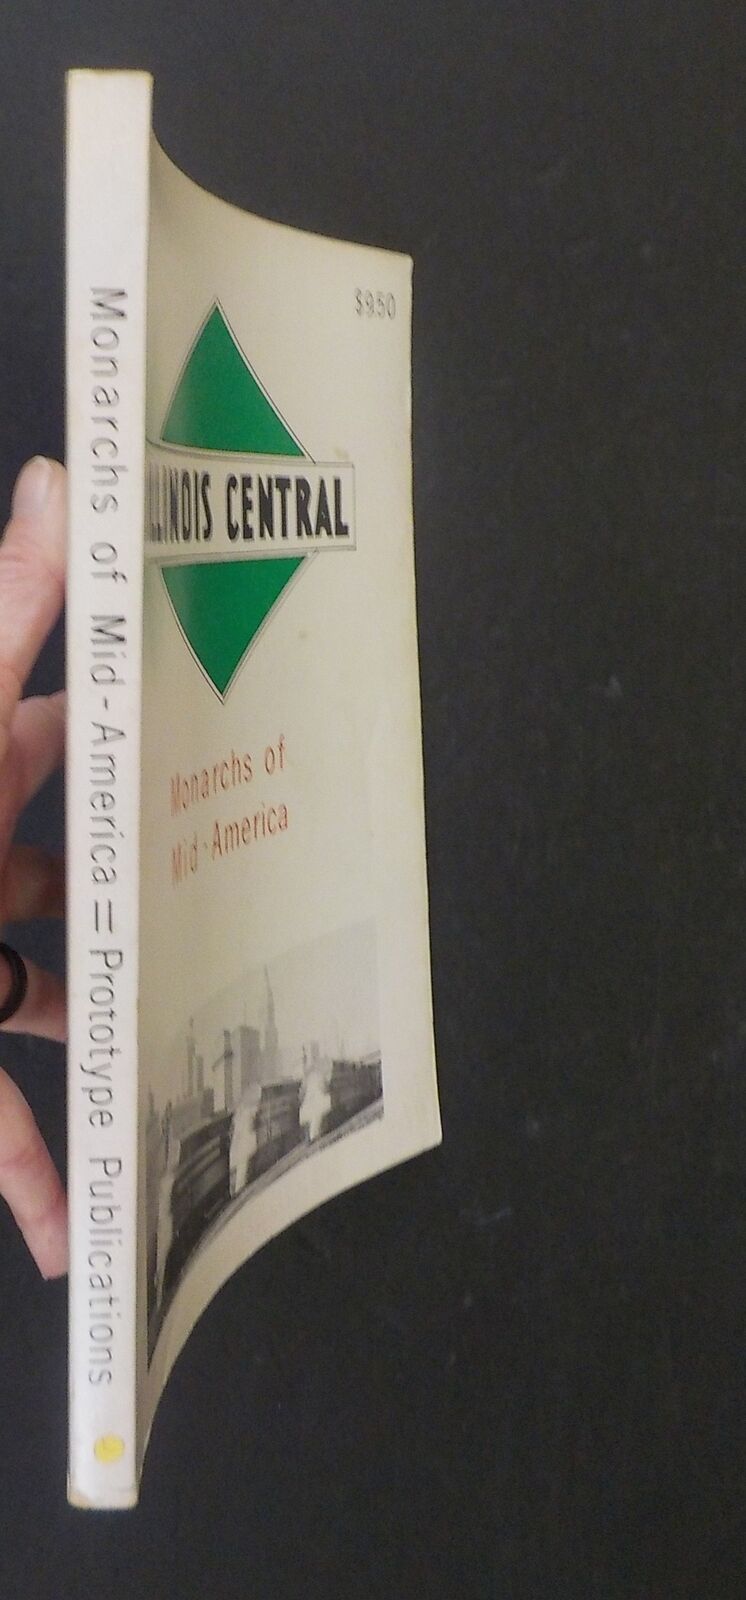 Monarchs of Mid-America = Prototype Publications
$9.50
ILLINOIS CENTRAL
Monarchs of
Mid-America